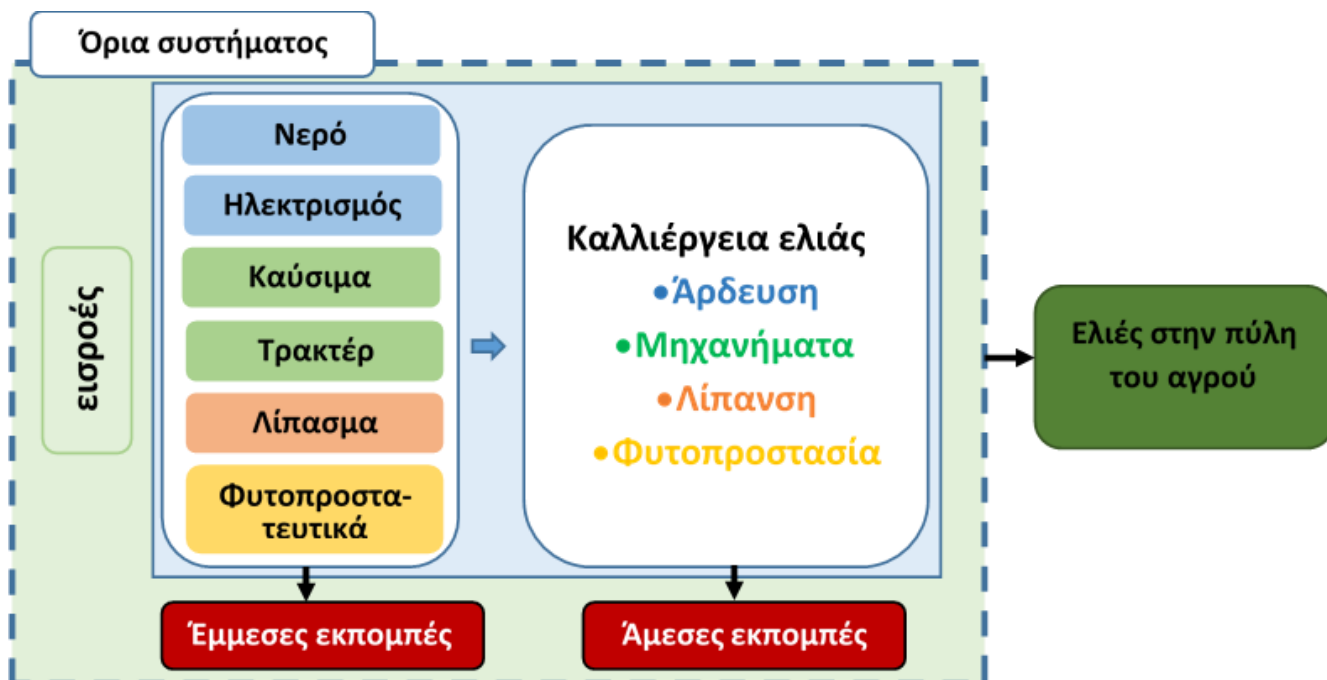 Όρια συστήματος
εισροές
Νερό
Ηλεκτρισμός
Καύσιμα
Τρακτέρ
Λίπασμα
Φυτοπροστα-
τευτικά
Καλλιέργεια ελιάς
•Άρδευση
•Μηχανήματα
•Λίπανση
•Φυτοπροστασία
Ελιές στην πύλη
του αγρού
Έμμεσες εκπομπές
Άμεσες εκπομπές